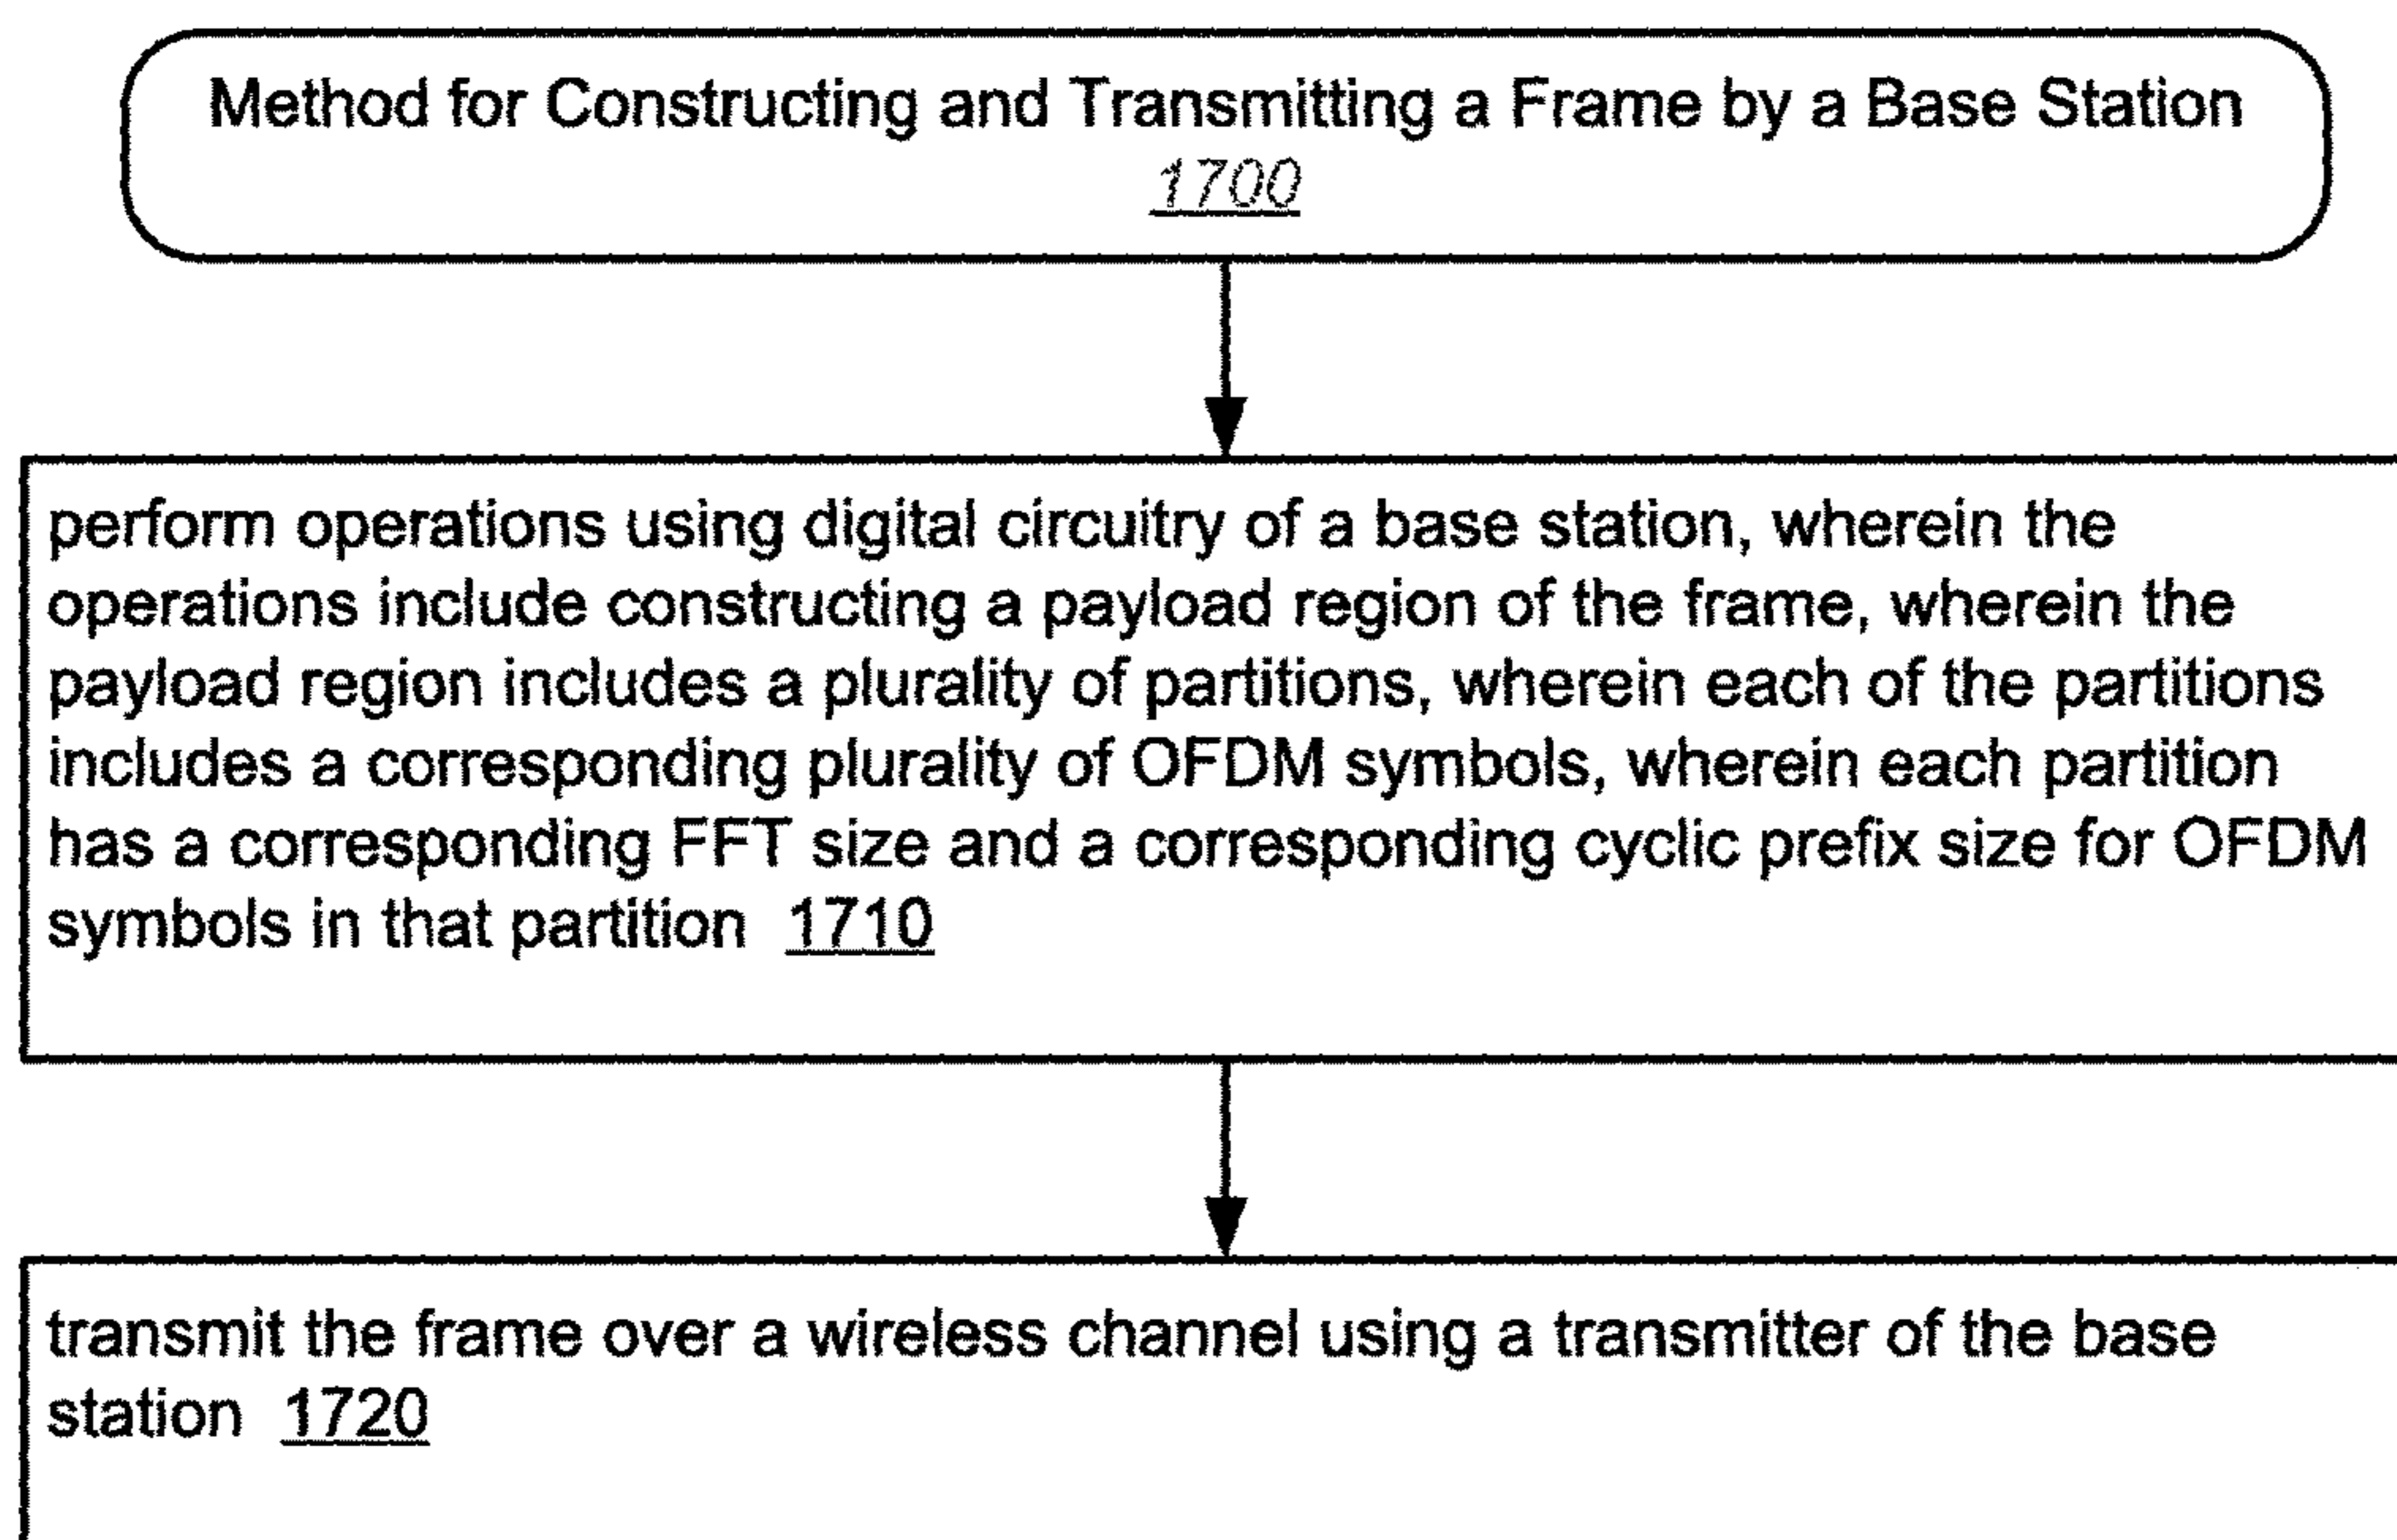 Method for Constructing and Transmitting a Frame by a Base Station
1700
perform operations using digital circuitry of a base station, wherein the
operations include constructing a payload region of the frame, wherein the
payload region includes a plurality of partitions, wherein each of the partitions
includes a corresponding plurality of OFDM symbols, wherein each partition
has a corresponding FFT size and a corresponding cyclic prefix size for OFDM
symbols in that partition 1710
transmit the frame over a wireless channel using a transmitter of the base
station 1720